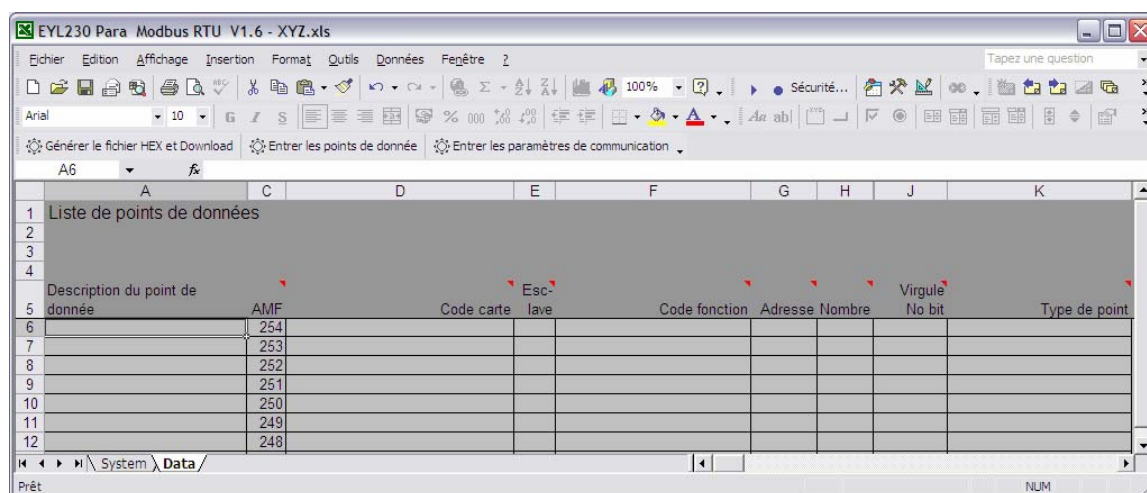 EYL230 Para Modbus RTU V1.6 - XYZ.xls
Fichier Edition Affichage Insertion Format Outils Données Fenêtre ? Tapez une question
100% Sécurité...
Arial 10 G I S % 000
Générer le fichier HEX et Download Entrer les points de donnée Entrer les paramètres de communication
A6 fx
A C D E F G H J K
1 Liste de points de données
2
3
4
Description du point de Esc- Virgule
5 donnée AMF Code carte lave Code fonction Adresse Nombre No bit Type de point
6 254
7 253
8 252
9 251
10 250
11 249
12 248
System Data
Prêt NUM